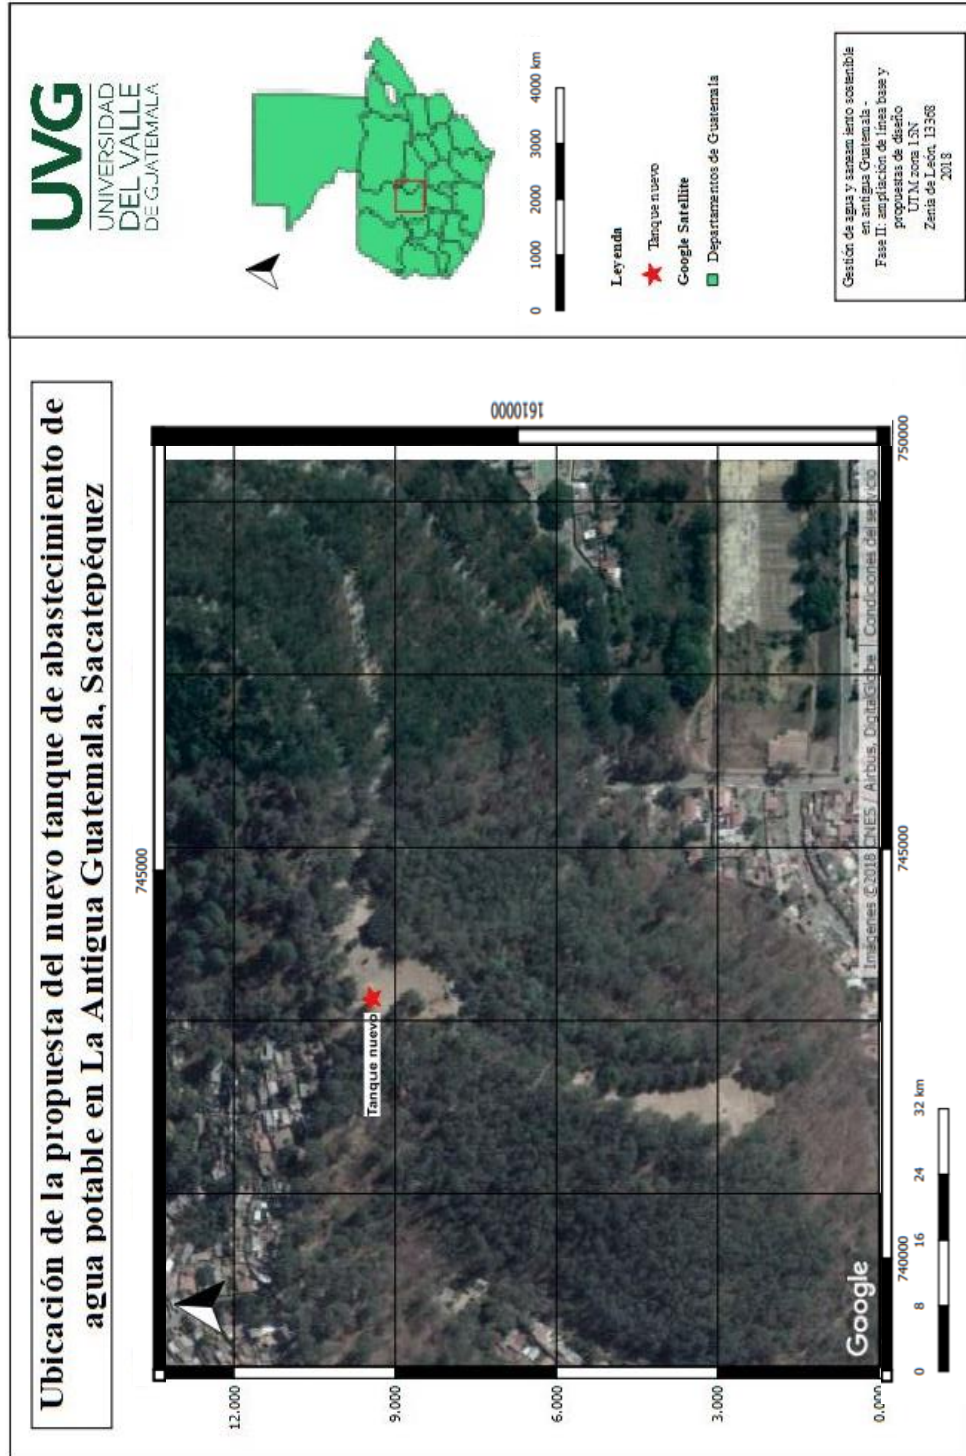 Ubicación de la propuesta del nuevo tanque de abastecimiento de
agua potable en La Antigua Guatemala, Sacatepéquez
745000
12.000
9.000
6.000
3.000
0.000
1610000
Tanque nuevo
Google
Imágenes ©2018 CNES / Airbus, DigitalGlobe | Condiciones del servicio
740000
745000
750000
0
8
16
24
32 km
UVG
UNIVERSIDAD
DEL VALLE
DE GUATEMALA
0
1000
2000
3000
4000 km
Leyenda
Tanque nuevo
Google Satellite
Departamentos de Guatemala
Gestión de agua y saneamiento sostenible
en antigua Guatemala -
Fase II: ampliación de línea base y
propuestas de diseño
UTM zona 15N
Zenia de León, 13368
2018